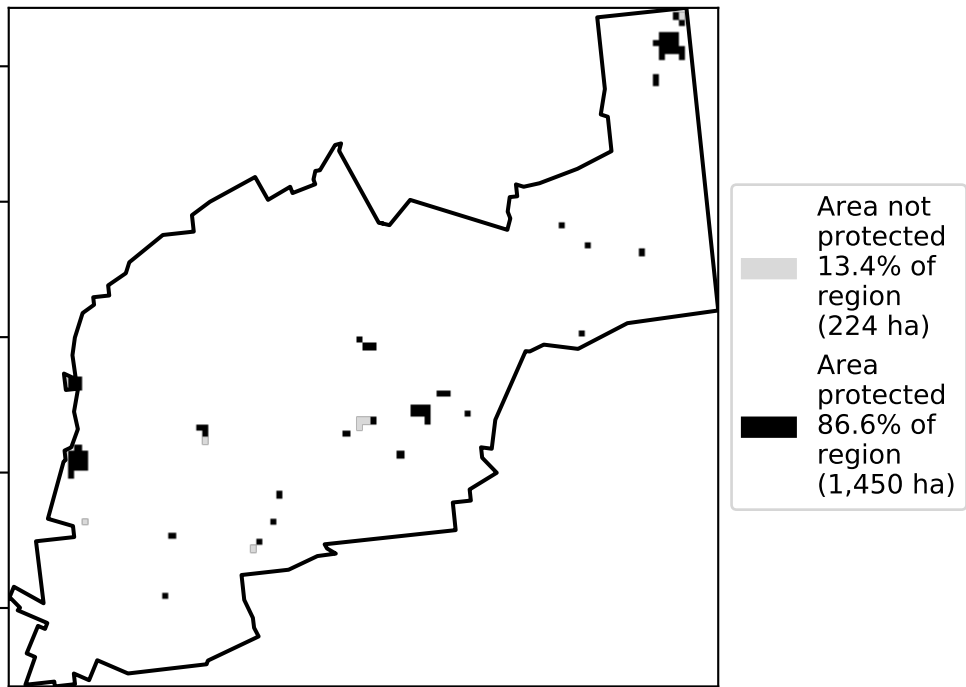 Area not
protected
13.4% of
region
(224 ha)
Area
protected
86.6% of
region
(1,450 ha)